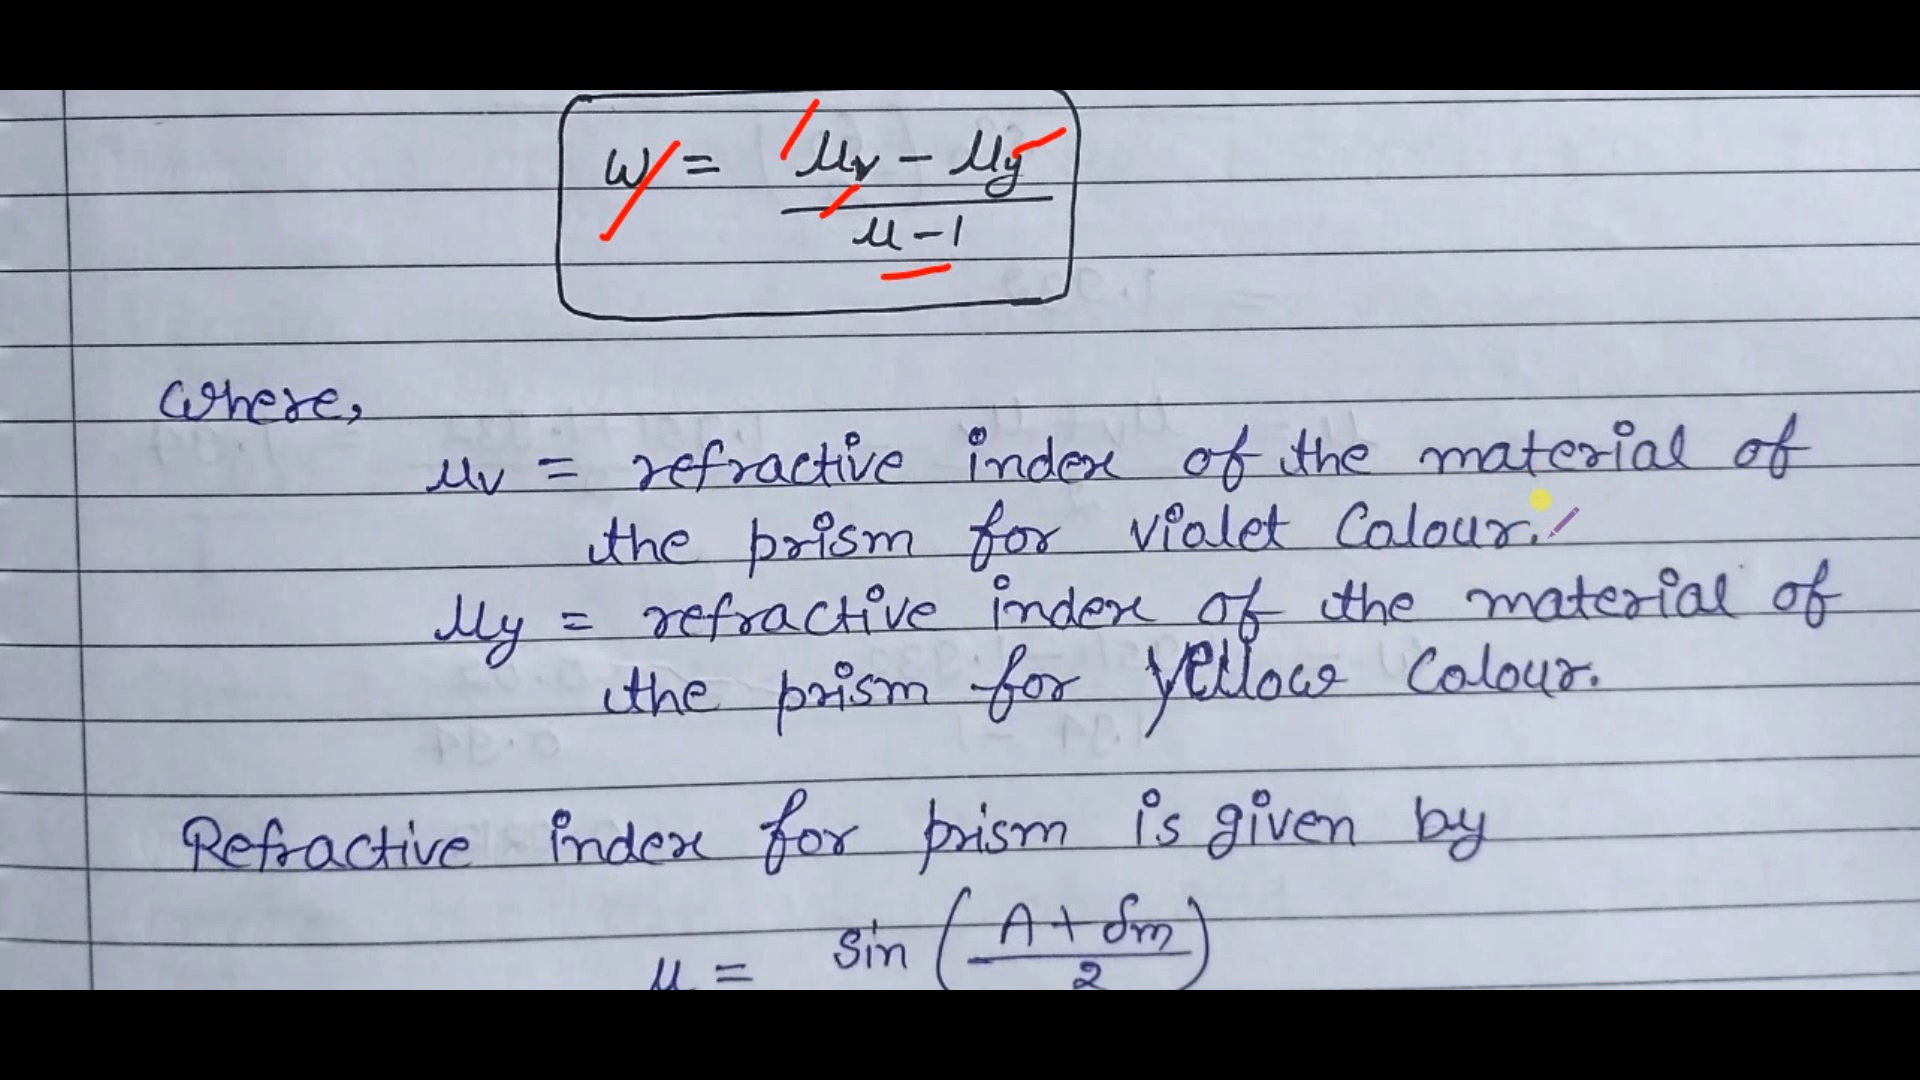 ω = μv - μy
μ - 1
Where,
μv = refractive index of the material of
the prism for vialet Colour.
μy = refractive index of the material of
the prism for yellow Colour.
Refractive index for prism is given by
μ = sin (A + δm
2)